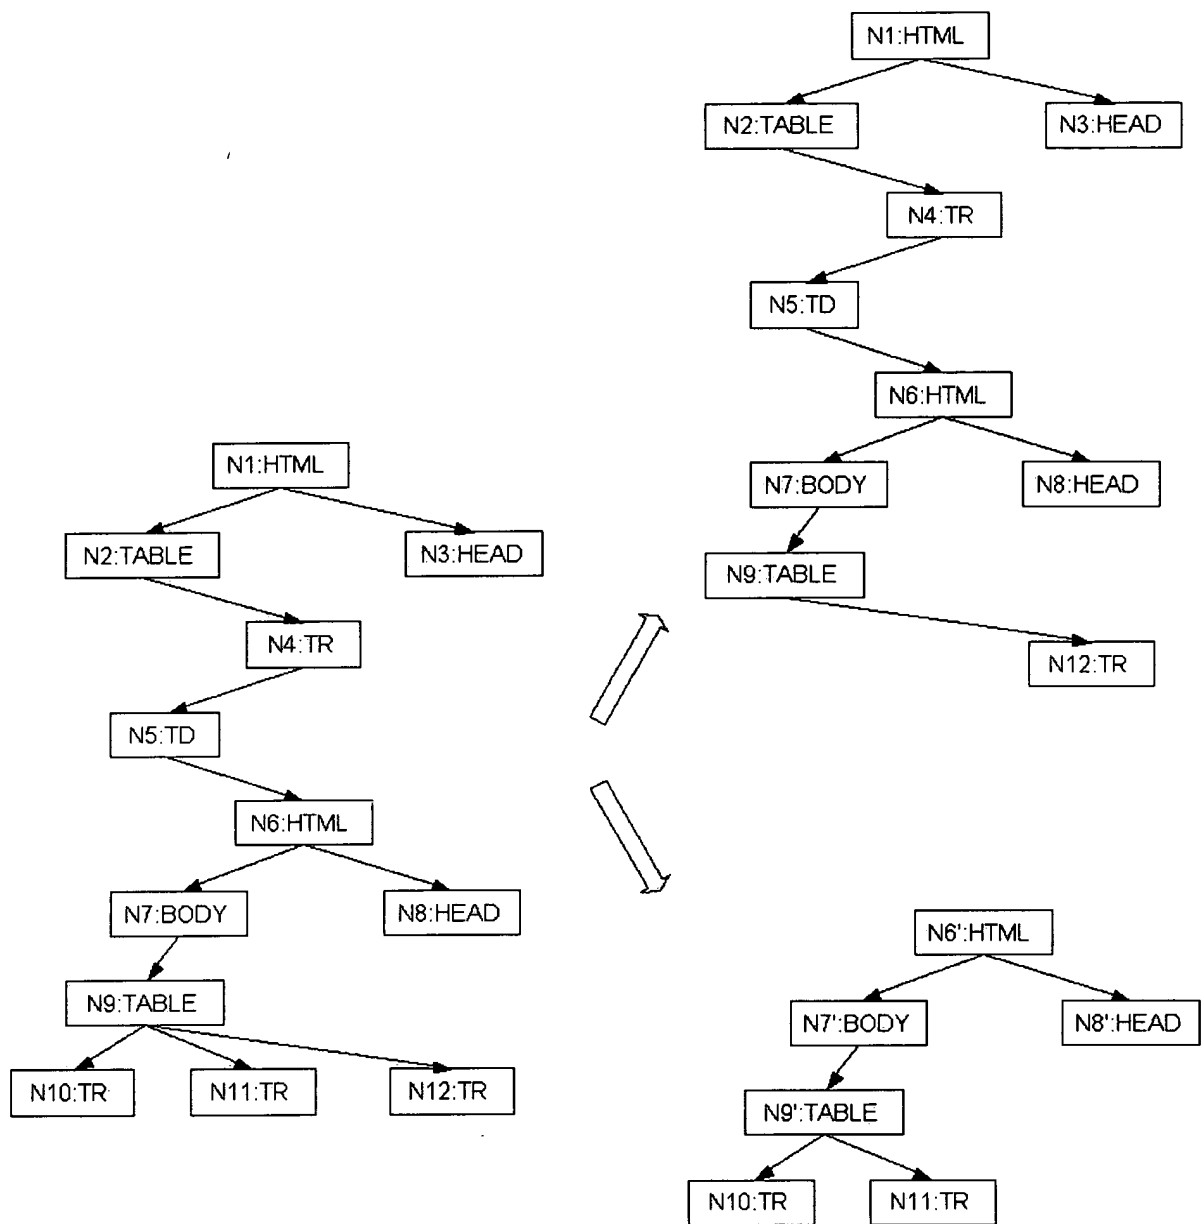 N1:HTML
N2:TABLE
N3:HEAD
N4:TR
N5:TD
N6:HTML
N7:BODY
N8:HEAD
N9:TABLE
N10:TR
N11:TR
N12:TR
N1:HTML
N2:TABLE
N3:HEAD
N4:TR
N5:TD
N6:HTML
N7:BODY
N8:HEAD
N9:TABLE
N12:TR
N6':HTML
N7':BODY
N8':HEAD
N9':TABLE
N10:TR
N11:TR